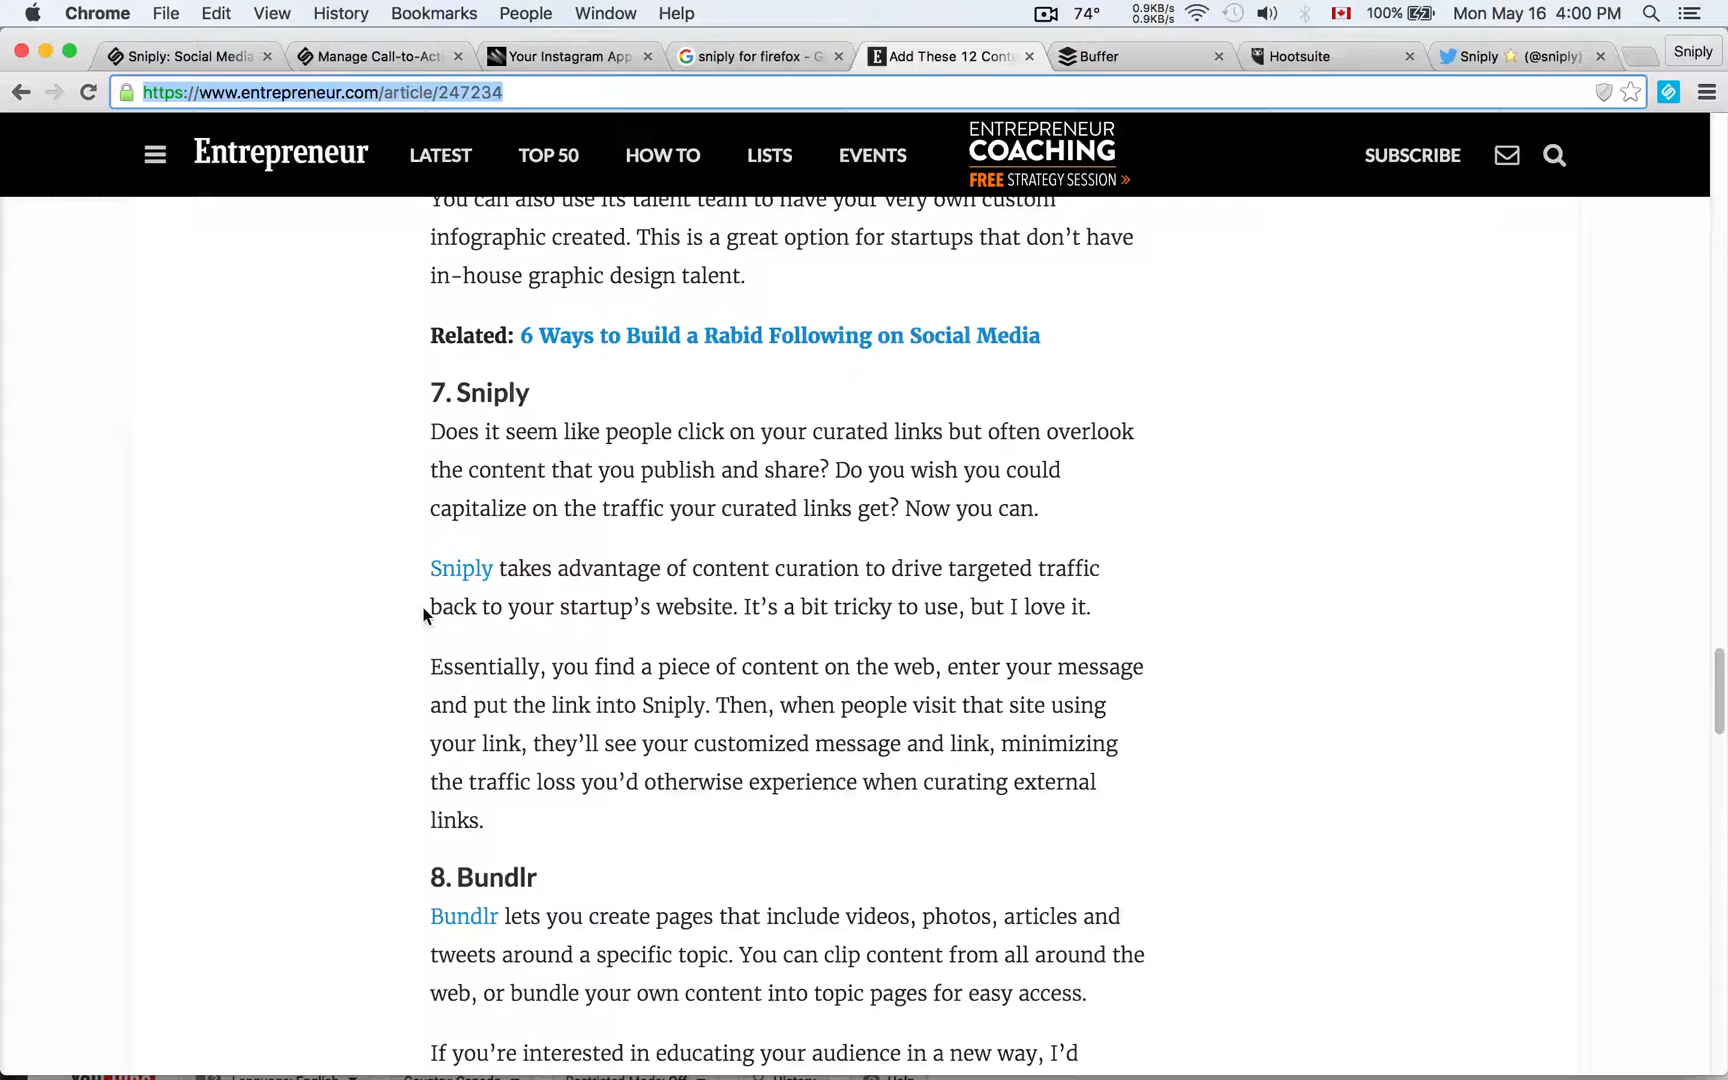 Chrome File Edit View History Bookmarks People Window Help 74° 0.9KB/s 0.9KB/s 100% Mon May 16 4:00 PM
Sniply: Social Media Manage Call-to-Acti Your Instagram App sniply for firefox - G Add These 12 Cont Buffer Hootsuite Sniply (@sniply) Sniply
https://www.entrepreneur.com/article/247234
Entrepreneur LATEST TOP 50 HOW TO LISTS EVENTS ENTREPRENEUR COACHING FREE STRATEGY SESSION » SUBSCRIBE
You can also use its talent team to have your very own custom
infographic created. This is a great option for startups that don’t have
in-house graphic design talent.
Related: 6 Ways to Build a Rabid Following on Social Media
7. Sniply
Does it seem like people click on your curated links but often overlook
the content that you publish and share? Do you wish you could
capitalize on the traffic your curated links get? Now you can.
Sniply takes advantage of content curation to drive targeted traffic
back to your startup’s website. It’s a bit tricky to use, but I love it.
Essentially, you find a piece of content on the web, enter your message
and put the link into Sniply. Then, when people visit that site using
your link, they’ll see your customized message and link, minimizing
the traffic loss you’d otherwise experience when curating external
links.
8. Bundlr
Bundlr lets you create pages that include videos, photos, articles and
tweets around a specific topic. You can clip content from all around the
web, or bundle your own content into topic pages for easy access.
If you’re interested in educating your audience in a new way, I’d